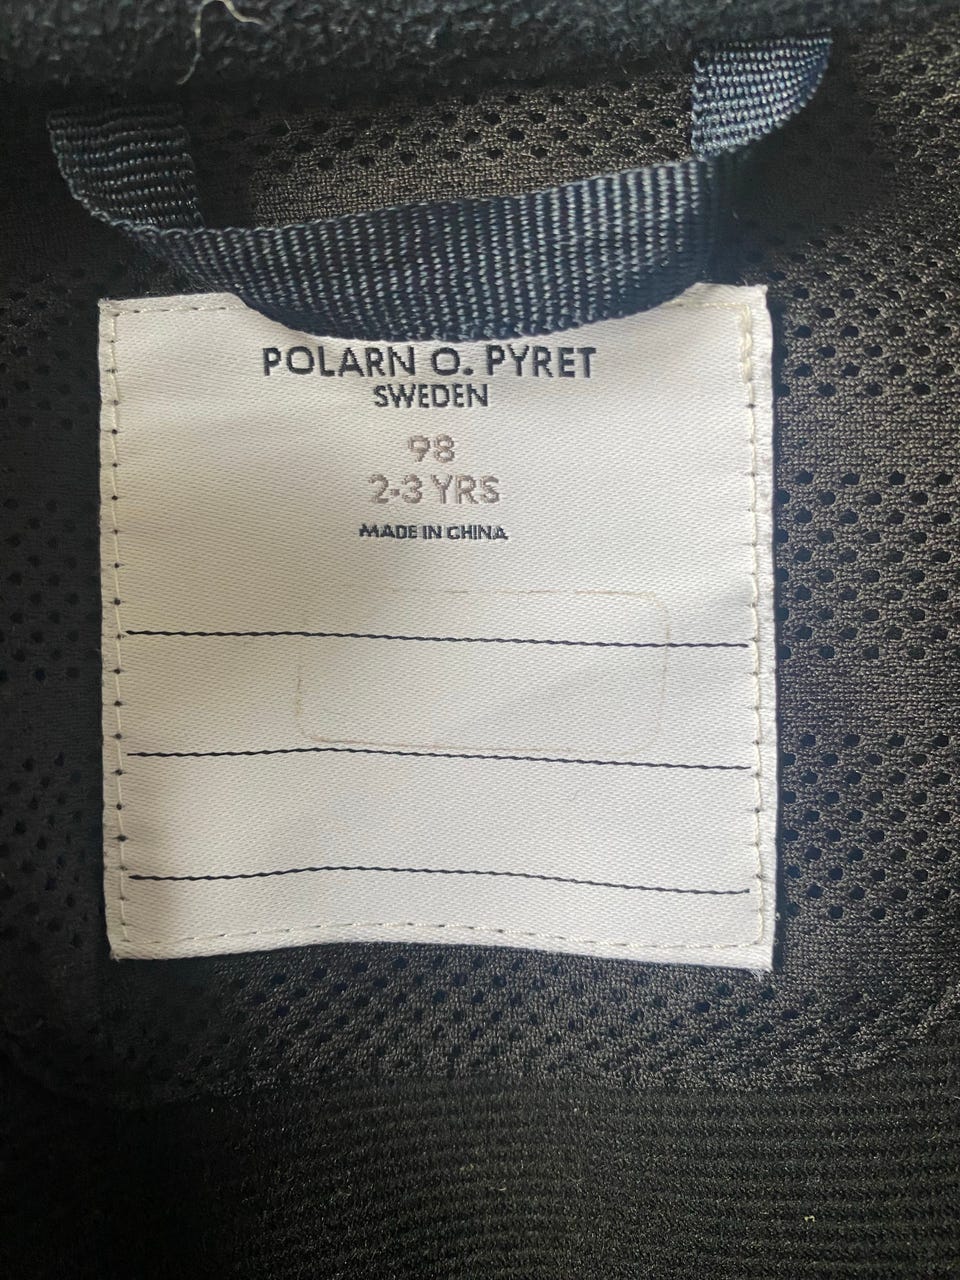 POLARN O. PYRET
SWEDEN
98
2-3 YRS
MADE IN CHINA